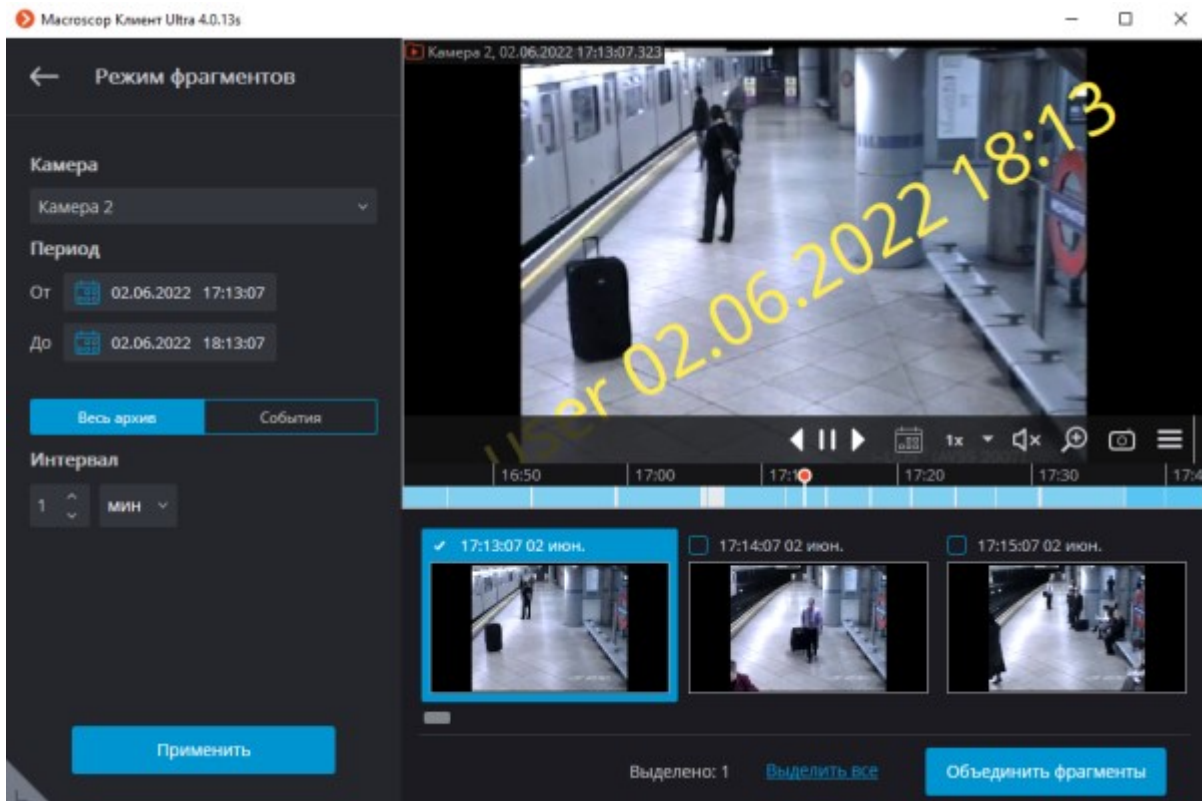 Macroscop Клиент Ultra 4.0.13s
Режим фрагментов
Камера
Камера 2
Период
От 02.06.2022 17:13:07
До 02.06.2022 18:13:07
Весь архив События
Интервал
1 мин
Применить
Камера 2, 02.06.2022 17:13:07.323
User 02.06.2022 18:13
1x
16:50 17:00 17:20 17:30
17:13:07 02 июн. 17:14:07 02 июн. 17:15:07 02 июн.
Выделено: 1 Выделить все Объединить фрагменты